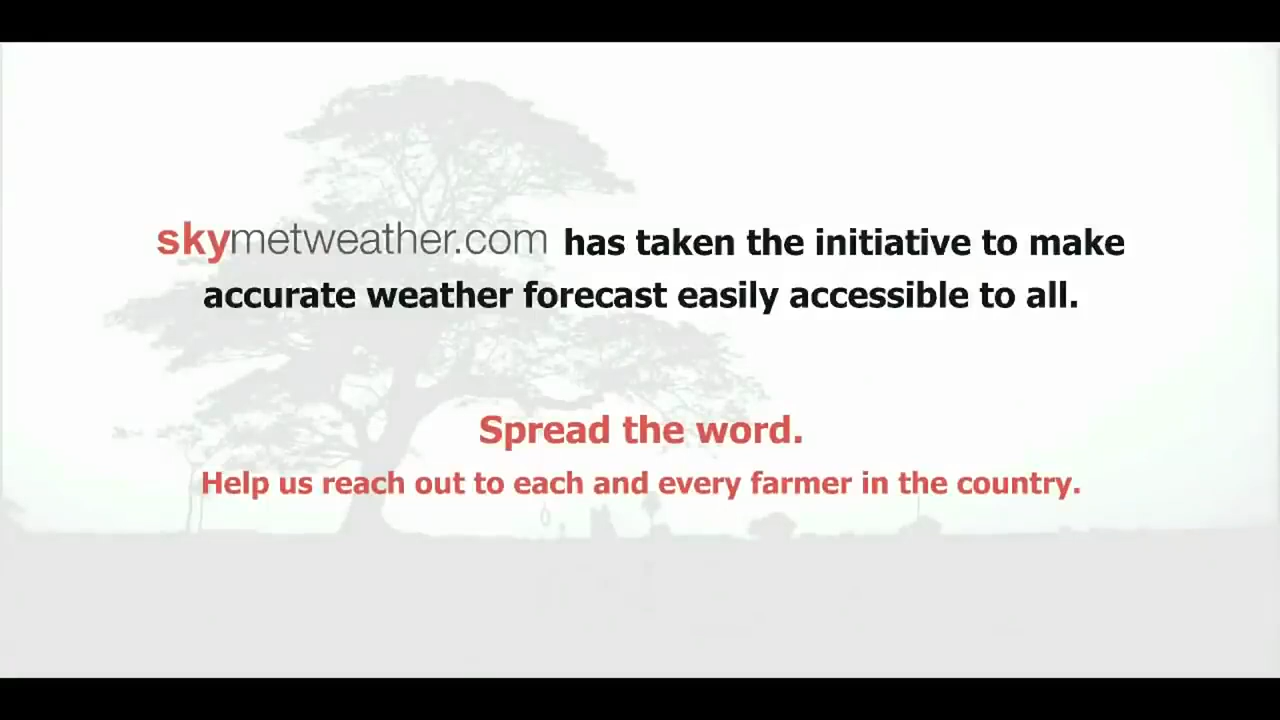 skymetweather.com has taken the initiative to make
accurate weather forecast easily accessible to all.
Spread the word.
Help us reach out to each and every farmer in the country.